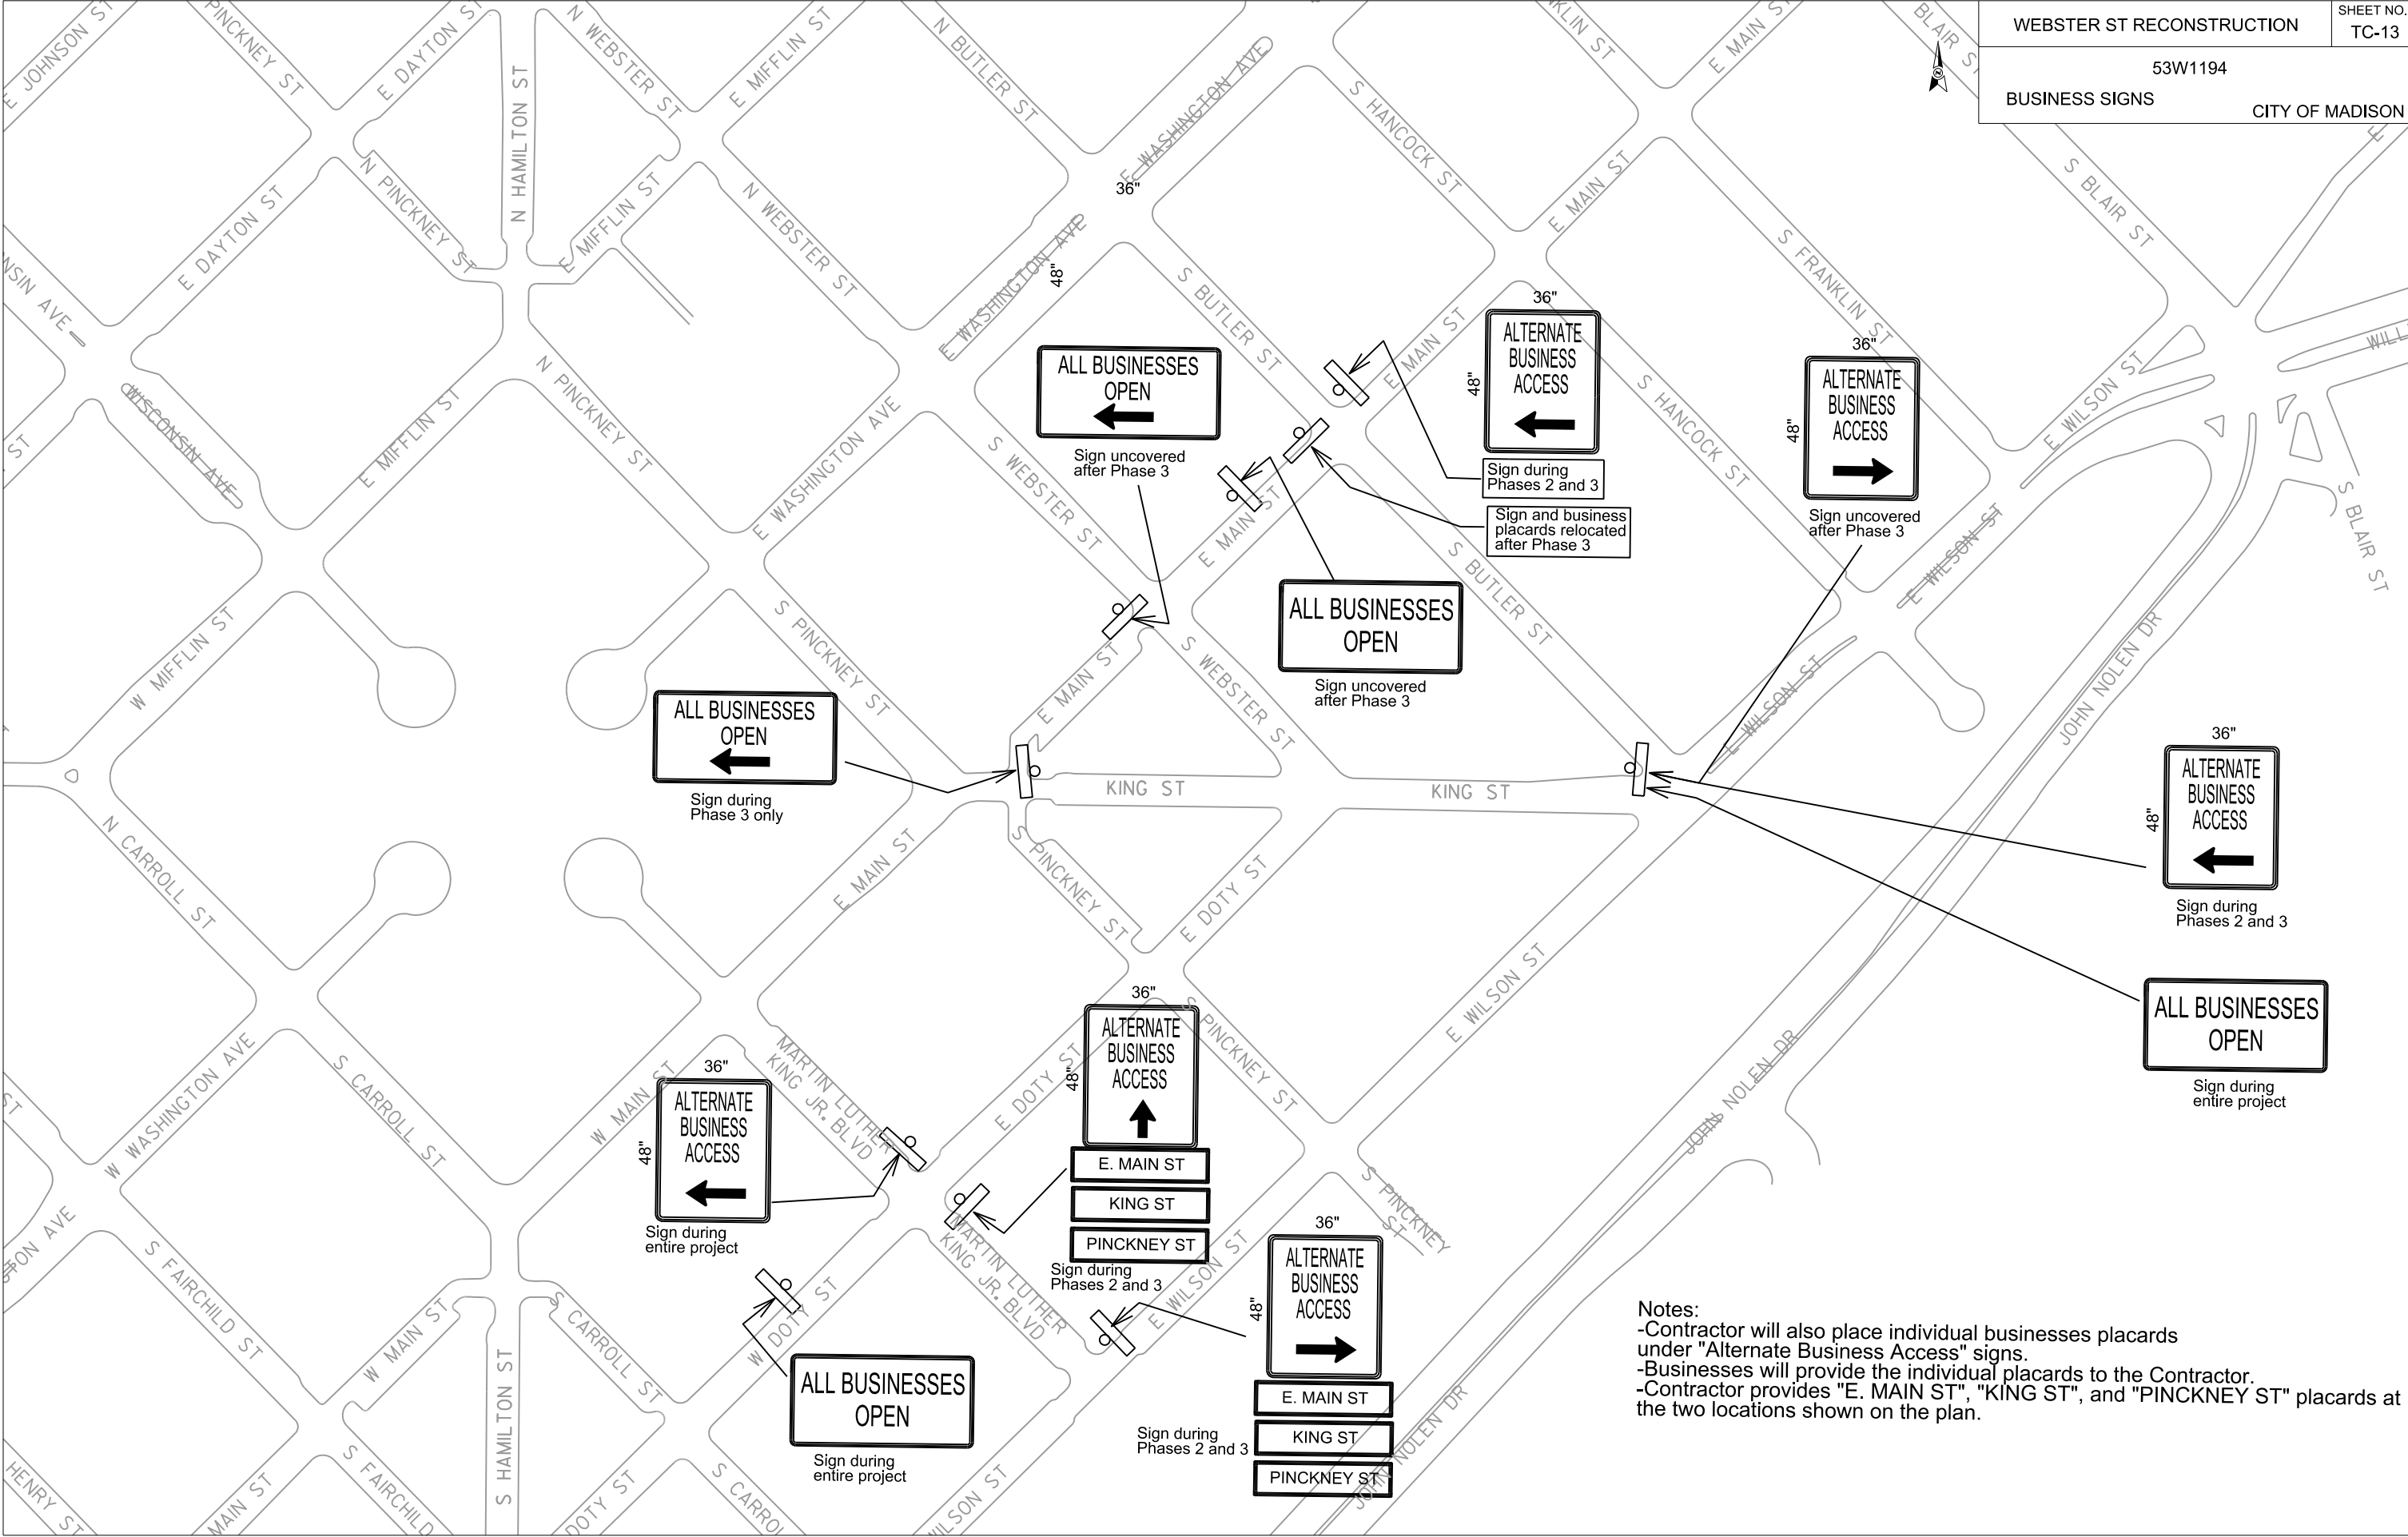 WEBSTER ST RECONSTRUCTION
SHEET NO.
TC-13
53W1194
BUSINESS SIGNS
CITY OF MADISON
E JOHNSON ST
PINCKNEY ST
E DAYTON ST
N HAMILTON ST
N WEBSTER ST
E MIFFLIN ST
N BUTLER ST
E WASHINGTON AVE
S HANCOCK ST
KLIN ST
E MAIN ST
BLAIR ST
S BLAIR ST
E
N PINCKNEY ST
E MIFFLIN ST
N WEBSTER ST
36"
E MAIN ST
S FRANKLIN ST
E DAYTON ST
NSIN AVE
E WASHINGTON AVE
48"
S BUTLER ST
E MAIN ST
WILL
WISCONSIN AVE
E MIFFLIN ST
N PINCKNEY ST
E WASHINGTON AVE
S WEBSTER ST
S HANCOCK ST
E WILSON ST
ST
ALL BUSINESSES
OPEN
Sign uncovered
after Phase 3
36"
48"
ALTERNATE
BUSINESS
ACCESS
Sign during
Phases 2 and 3
Sign and business
placards relocated
after Phase 3
36"
48"
ALTERNATE
BUSINESS
ACCESS
Sign uncovered
after Phase 3
E MAIN ST
S BUTLER ST
E WILSON ST
S BLAIR ST
ALL BUSINESSES
OPEN
Sign uncovered
after Phase 3
W MIFFLIN ST
S PINCKNEY ST
E MAIN ST
S WEBSTER ST
E WILSON ST
JOHN NOLEN DR
ALL BUSINESSES
OPEN
Sign during
Phase 3 only
KING ST
KING ST
36"
48"
ALTERNATE
BUSINESS
ACCESS
Sign during
Phases 2 and 3
N CARROLL ST
E MAIN ST
S PINCKNEY ST
E DOTY ST
E WILSON ST
ALL BUSINESSES
OPEN
Sign during
entire project
W WASHINGTON AVE
S CARROLL ST
W MAIN ST
MARTIN LUTHER
KING JR. BLVD
E DOTY ST
S PINCKNEY ST
JOHN NOLEN DR
36"
48"
ALTERNATE
BUSINESS
ACCESS
E. MAIN ST
KING ST
PINCKNEY ST
Sign during
Phases 2 and 3
36"
48"
ALTERNATE
BUSINESS
ACCESS
Sign during
entire project
ST
TON AVE
S FAIRCHILD ST
W MAIN ST
S HAMILTON ST
S CARROLL ST
W DOTY ST
MARTIN LUTHER
KING JR. BLVD
E WILSON ST
S PINCKNEY
ST
36"
48"
ALTERNATE
BUSINESS
ACCESS
E. MAIN ST
KING ST
PINCKNEY ST
Sign during
Phases 2 and 3
ALL BUSINESSES
OPEN
Sign during
entire project
HENRY ST
MAIN ST
S FAIRCHILD
DOTY ST
S CARROL
WILSON ST
JOHN NOLEN DR
Notes:
-Contractor will also place individual businesses placards
under "Alternate Business Access" signs.
-Businesses will provide the individual placards to the Contractor.
-Contractor provides "E. MAIN ST", "KING ST", and "PINCKNEY ST" placards at
the two locations shown on the plan.